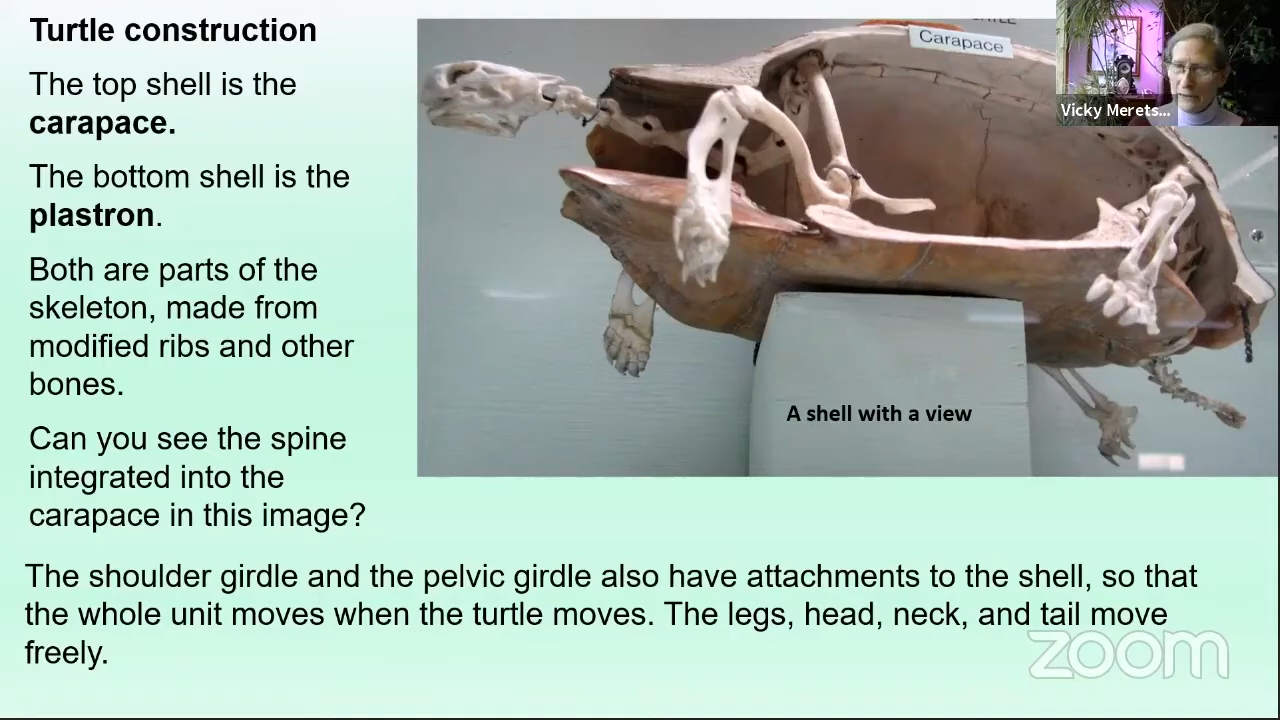 Turtle construction
The top shell is the
carapace.
The bottom shell is the
plastron.
Both are parts of the
skeleton, made from
modified ribs and other
bones.
Can you see the spine
integrated into the
carapace in this image?
Carapace
A shell with a view
Vicky Merets...
The shoulder girdle and the pelvic girdle also have attachments to the shell, so that
the whole unit moves when the turtle moves. The legs, head, neck, and tail move
freely.
zoom